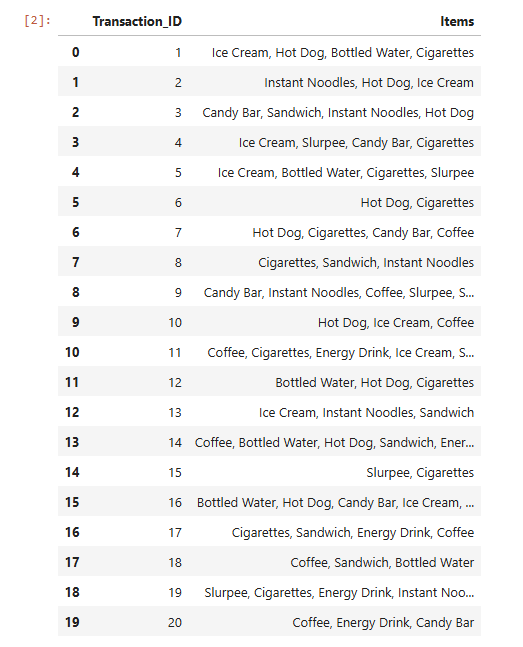 [2]: Transaction_ID Items
0 1 Ice Cream, Hot Dog, Bottled Water, Cigarettes
1 2 Instant Noodles, Hot Dog, Ice Cream
2 3 Candy Bar, Sandwich, Instant Noodles, Hot Dog
3 4 Ice Cream, Slurpee, Candy Bar, Cigarettes
4 5 Ice Cream, Bottled Water, Cigarettes, Slurpee
5 6 Hot Dog, Cigarettes
6 7 Hot Dog, Cigarettes, Candy Bar, Coffee
7 8 Cigarettes, Sandwich, Instant Noodles
8 9 Candy Bar, Instant Noodles, Coffee, Slurpee, S...
9 10 Hot Dog, Ice Cream, Coffee
10 11 Coffee, Cigarettes, Energy Drink, Ice Cream, S...
11 12 Bottled Water, Hot Dog, Cigarettes
12 13 Ice Cream, Instant Noodles, Sandwich
13 14 Coffee, Bottled Water, Hot Dog, Sandwich, Ener...
14 15 Slurpee, Cigarettes
15 16 Bottled Water, Hot Dog, Candy Bar, Ice Cream, ...
16 17 Cigarettes, Sandwich, Energy Drink, Coffee
17 18 Coffee, Sandwich, Bottled Water
18 19 Slurpee, Cigarettes, Energy Drink, Instant Noo...
19 20 Coffee, Energy Drink, Candy Bar